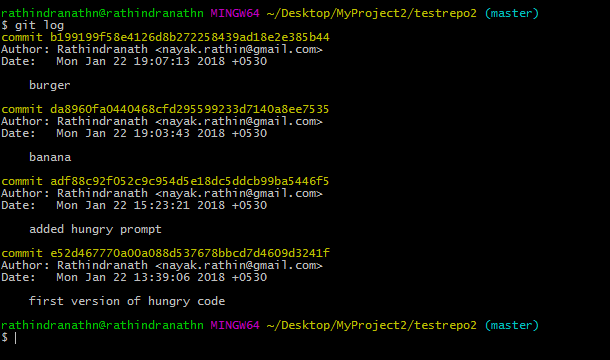 rathindranathn@rathindranathn MINGW64 ~/Desktop/MyProject2/testrepo2 (master)
$ git log
commit b199199f58e4126d8b272258439ad18e2e385b44
Author: Rathindranath <nayak.rathin@gmail.com>
Date:   Mon Jan 22 19:07:13 2018 +0530
burger
commit da8960fa0440468cfd295599233d7140a8ee7535
Author: Rathindranath <nayak.rathin@gmail.com>
Date:   Mon Jan 22 19:03:43 2018 +0530
banana
commit adf88c92f052c9c954d5e18dc5ddcb99ba5446f5
Author: Rathindranath <nayak.rathin@gmail.com>
Date:   Mon Jan 22 15:23:21 2018 +0530
added hungry prompt
commit e52d467770a00a088d537678bbcd7d4609d3241f
Author: Rathindranath <nayak.rathin@gmail.com>
Date:   Mon Jan 22 13:39:06 2018 +0530
first version of hungry code
rathindranathn@rathindranathn MINGW64 ~/Desktop/MyProject2/testrepo2 (master)
$